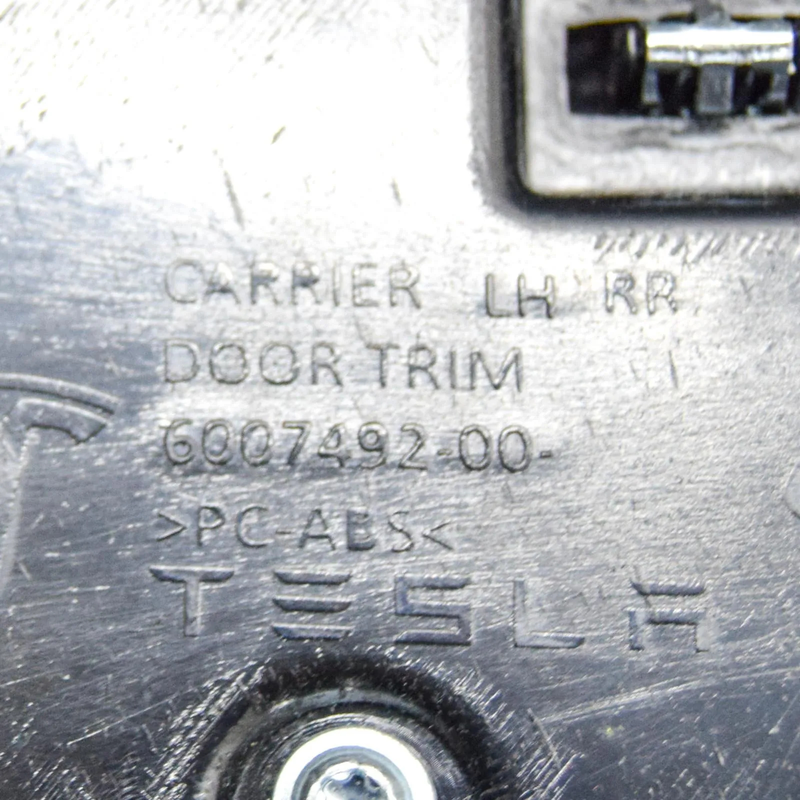 CARRIER LH RR
DOOR TRIM
6007492-00-
>PC-ABS<
TESLA